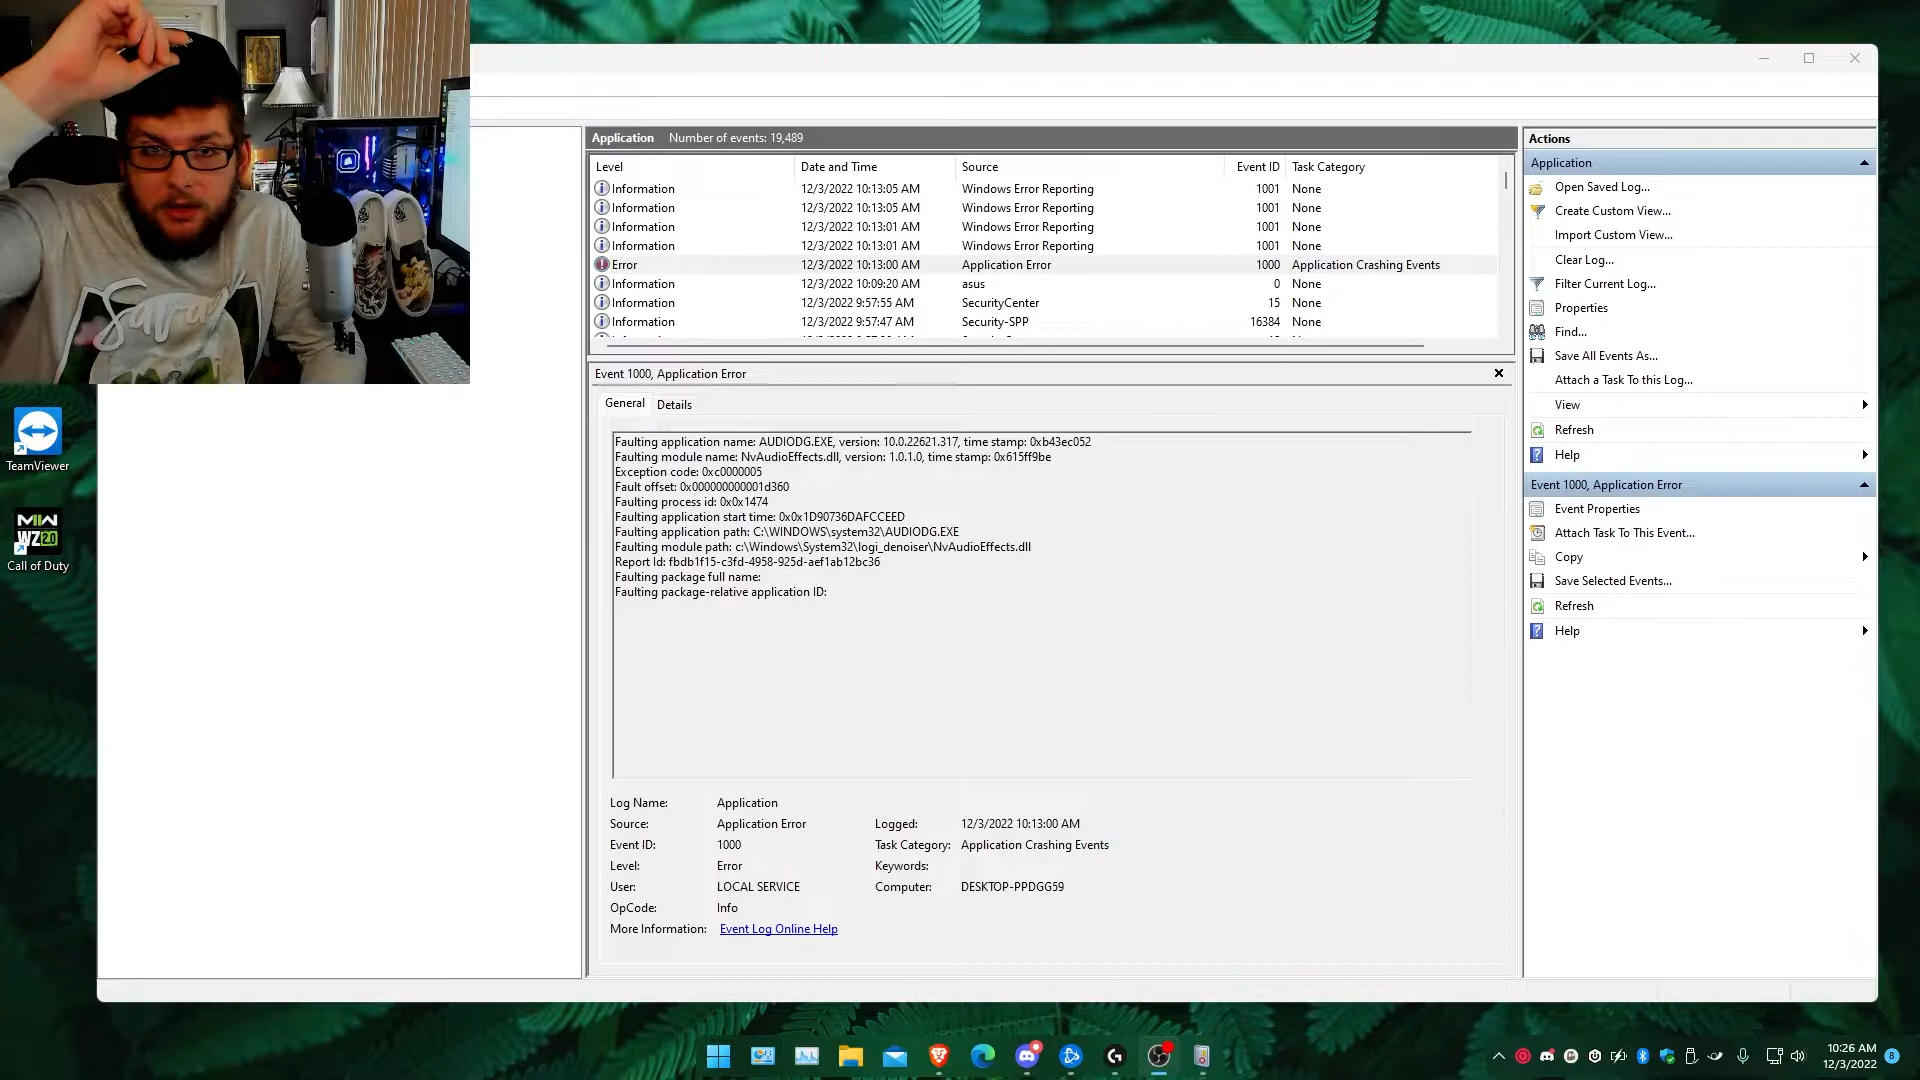 Sarah
TeamViewer
MW
WZ 2.0
Call of Duty
Application Number of events: 19,489
Level Date and Time Source Event ID Task Category
Information 12/3/2022 10:13:05 AM Windows Error Reporting 1001 None
Information 12/3/2022 10:13:05 AM Windows Error Reporting 1001 None
Information 12/3/2022 10:13:01 AM Windows Error Reporting 1001 None
Information 12/3/2022 10:13:01 AM Windows Error Reporting 1001 None
Error 12/3/2022 10:13:00 AM Application Error 1000 Application Crashing Events
Information 12/3/2022 10:09:20 AM asus 0 None
Information 12/3/2022 9:57:55 AM SecurityCenter 15 None
Information 12/3/2022 9:57:47 AM Security-SPP 16384 None
Event 1000, Application Error
General Details
Faulting application name: AUDIODG.EXE, version: 10.0.22621.317, time stamp: 0xb43ec052
Faulting module name: NvAudioEffects.dll, version: 1.0.1.0, time stamp: 0x615ff9be
Exception code: 0xc0000005
Fault offset: 0x000000000001d360
Faulting process id: 0x0x1474
Faulting application start time: 0x0x1D90736DAFCCEED
Faulting application path: C:\WINDOWS\system32\AUDIODG.EXE
Faulting module path: c:\Windows\System32\logi_denoiser\NvAudioEffects.dll
Report Id: fbdb1f15-c3fd-4958-925d-aef1ab12bc36
Faulting package full name:
Faulting package-relative application ID:
Log Name: Application
Source: Application Error Logged: 12/3/2022 10:13:00 AM
Event ID: 1000 Task Category: Application Crashing Events
Level: Error Keywords:
User: LOCAL SERVICE Computer: DESKTOP-PPDGG59
OpCode: Info
More Information: Event Log Online Help
Actions
Application
Open Saved Log...
Create Custom View...
Import Custom View...
Clear Log...
Filter Current Log...
Properties
Find...
Save All Events As...
Attach a Task To this Log...
View
Refresh
Help
Event 1000, Application Error
Event Properties
Attach Task To This Event...
Copy
Save Selected Events...
Refresh
Help
10:26 AM
12/3/2022
8